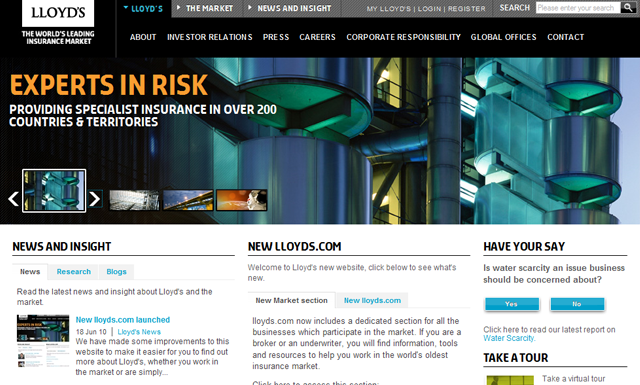 LLOYD'S
THE WORLD'S LEADING
INSURANCE MARKET
LLOYD'S
THE MARKET
NEWS AND INSIGHT
MY LLOYD'S | LOGIN | REGISTER
SEARCH
Please enter your search
ABOUT INVESTOR RELATIONS PRESS CAREERS CORPORATE RESPONSIBILITY GLOBAL OFFICES CONTACT
EXPERTS IN RISK
PROVIDING SPECIALIST INSURANCE IN OVER 200
COUNTRIES & TERRITORIES
NEWS AND INSIGHT
News Research Blogs
Read the latest news and insight about Lloyd's and the
market.
New lloyds.com launched
18 Jun 10 | Lloyd's News
We have made some improvements to this
website to make it easier for you to find out
more about Lloyd's, whether you work in
the market or are simply...
NEW LLOYDS.COM
Welcome to Lloyd's new website, click below to see what's
new.
New Market section New lloyds.com
lloyds.com now includes a dedicated section for all the
businesses which participate in the market. If you are a
broker or an underwriter, you will find information, tools
and resources to help you work in the world's oldest
insurance market.
Click here to access this section:
HAVE YOUR SAY
Is water scarcity an issue business
should be concerned about?
Yes No
Click here to read our latest report on
Water Scarcity.
TAKE A TOUR
Take a virtual